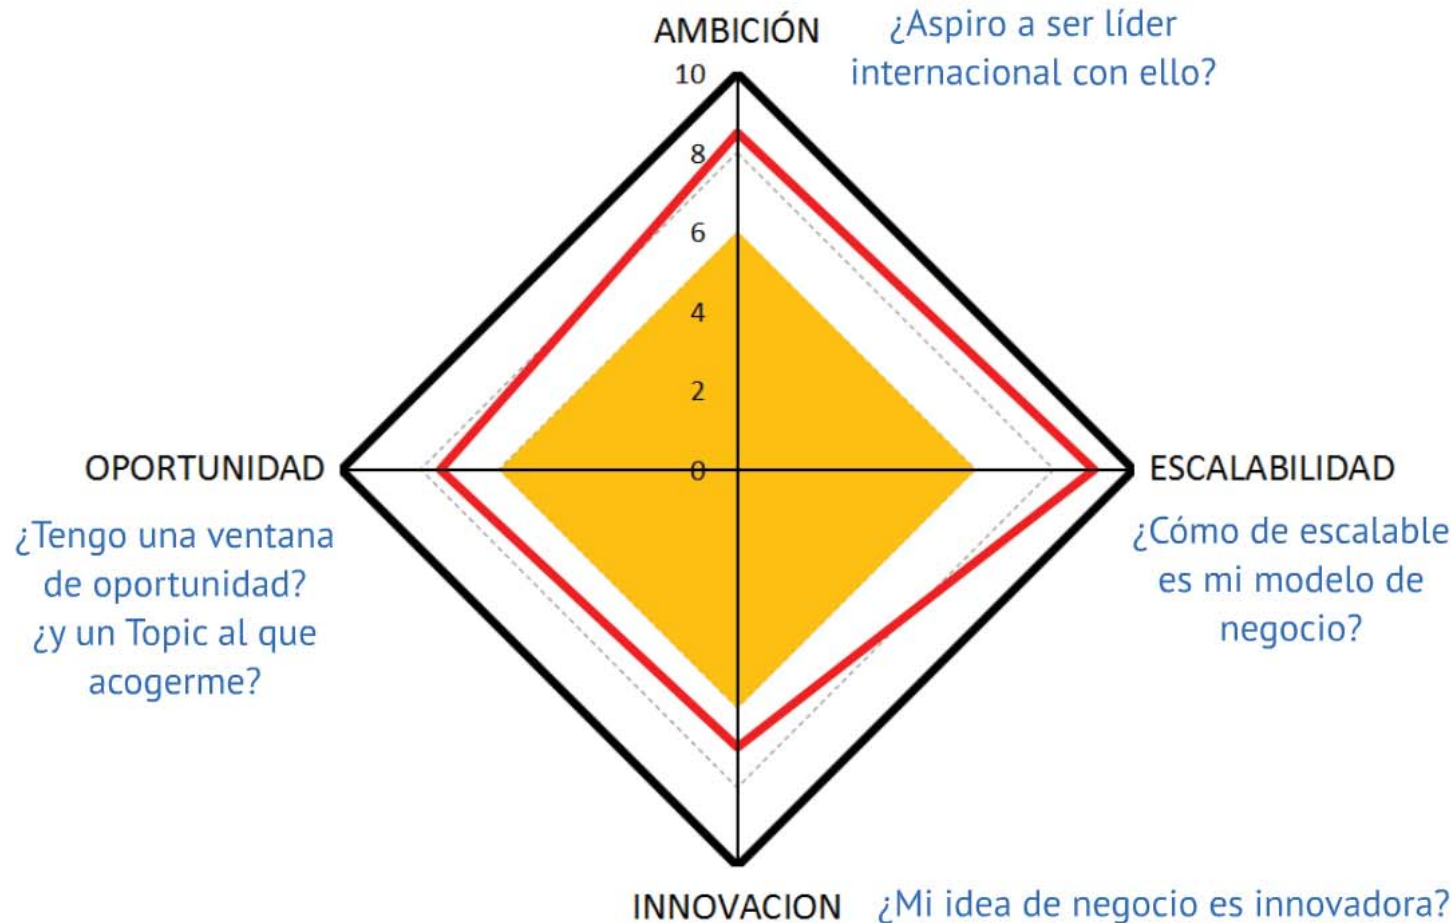 AMBICIÓN
¿Aspiro a ser líder
internacional con ello?
10
8
6
4
2
0
OPORTUNIDAD
¿Tengo una ventana
de oportunidad?
¿y un Topic al que
acogerme?
ESCALABILIDAD
¿Cómo de escalable
es mi modelo de
negocio?
INNOVACION
¿Mi idea de negocio es innovadora?